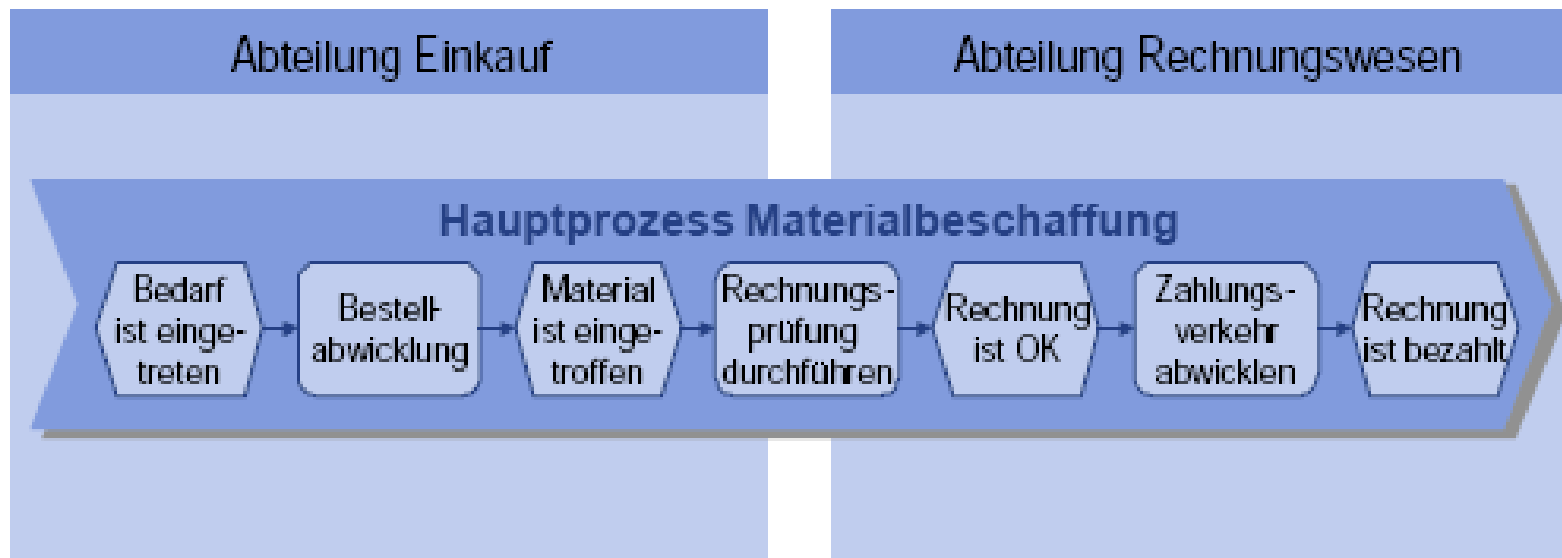 Abteilung Einkauf
Abteilung Rechnungswesen
Hauptprozess Materialbeschaffung
Bedarf
ist einge-
treten
Bestell-
abwicklung
Material
ist einge-
troffen
Rechnungs-
prüfung
durchführen
Rechnung
ist OK
Zahlungs-
verkehr
abwicklen
Rechnung
ist bezahlt